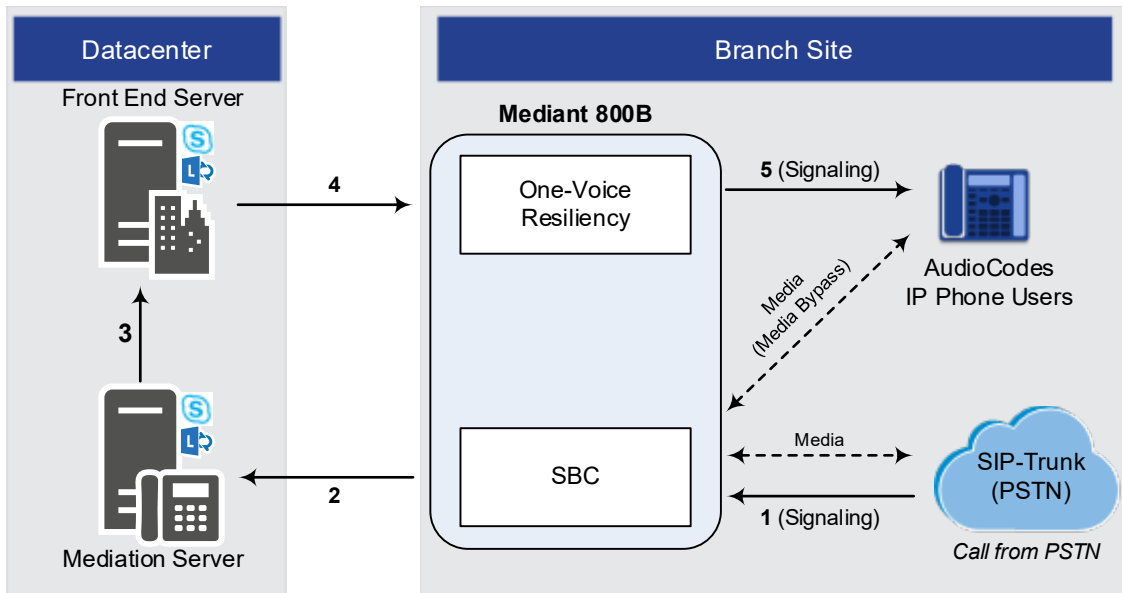 Datacenter
Branch Site
Front End Server
Mediant 800B
S
L
One-Voice
Resiliency
4
5 (Signaling)
AudioCodes
IP Phone Users
Media
(Media Bypass)
3
S
L
SBC
2
Media
1 (Signaling)
SIP-Trunk
(PSTN)
Mediation Server
Call from PSTN